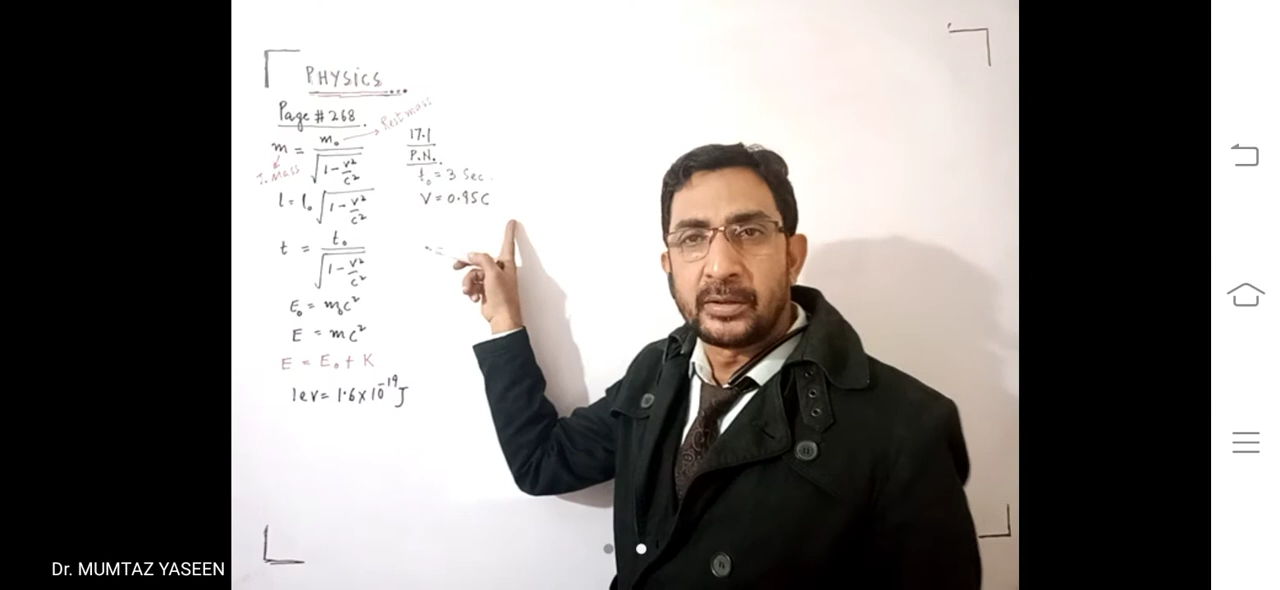 PHYSICS...
Page # 268.
m = m₀ / √(1 - v²/c²)
Rest mass
T. Mass
l = l₀ √(1 - v²/c²)
t = t₀ / √(1 - v²/c²)
E₀ = m₀c²
E = mc²
E = E₀ + K
1ev = 1.6 x 10⁻¹⁹ J
17.1
P.N.
t₀ = 3 Sec.
V = 0.95C
Dr. MUMTAZ YASEEN